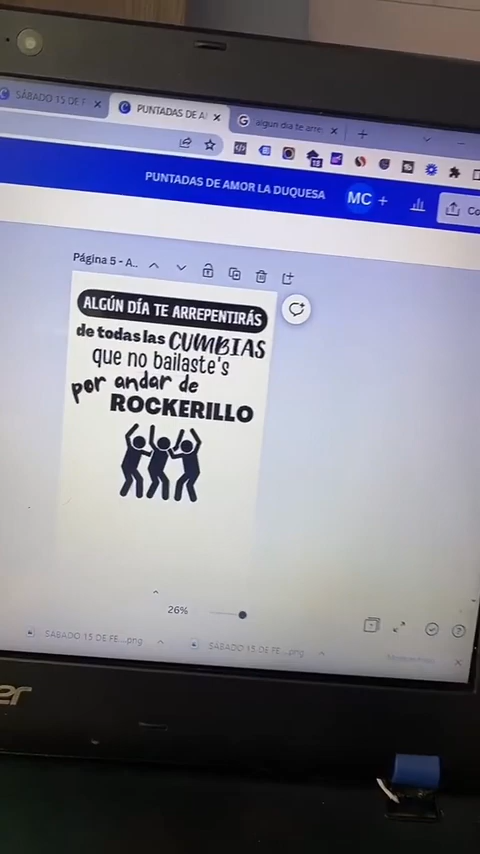 SÁBADO 15 DE F
PUNTADAS DE A
algun dia te arre
PUNTADAS DE AMOR LA DUQUESA
MC +
Co
Página 5 - A..
ALGÚN DÍA TE ARREPENTIRÁS
de todas las CUMBIAS
que no bailaste's
por andar de
ROCKERILLO
26%
SÁBADO 15 DE FE....png
SÁBADO 15 DE FE....png
er